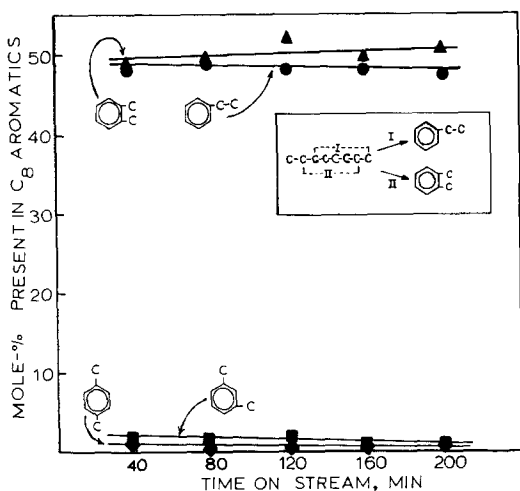 50
40
30
20
10
MOLE-% PRESENT IN C8 AROMATICS
C
C
C-C
I
C-C-C-C-C-C-C-C
II
I
C-C
II
C
C
C
C
C
C
40
80
120
160
200
TIME ON STREAM, MIN